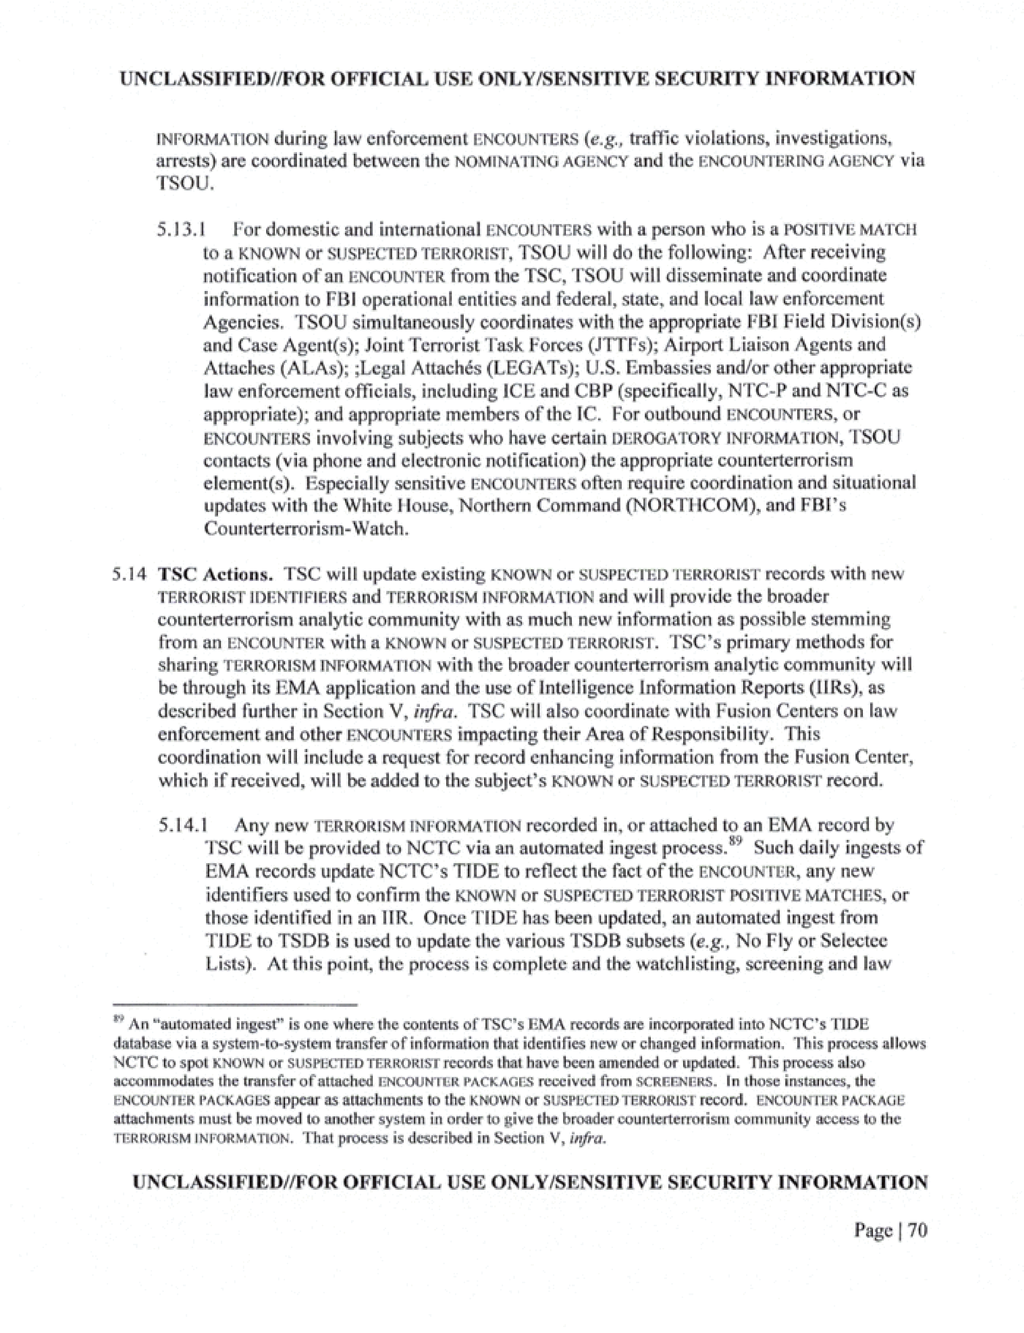 UNCLASSIFIED//FOR OFFICIAL USE ONLY/SENSITIVE SECURITY INFORMATION
INFORMATION during law enforcement ENCOUNTERS (e.g., traffic violations, investigations,
arrests) are coordinated between the NOMINATING AGENCY and the ENCOUNTERING AGENCY via
TSOU.
5.13.1 For domestic and international ENCOUNTERS with a person who is a POSITIVE MATCH
to a KNOWN or SUSPECTED TERRORIST, TSOU will do the following: After receiving
notification of an ENCOUNTER from the TSC, TSOU will disseminate and coordinate
information to FBI operational entities and federal, state, and local law enforcement
Agencies. TSOU simultaneously coordinates with the appropriate FBI Field Division(s)
and Case Agent(s); Joint Terrorist Task Forces (JTTFs); Airport Liaison Agents and
Attaches (ALAs); ;Legal Attachés (LEGATs); U.S. Embassies and/or other appropriate
law enforcement officials, including ICE and CBP (specifically, NTC-P and NTC-C as
appropriate); and appropriate members of the IC. For outbound ENCOUNTERS, or
ENCOUNTERS involving subjects who have certain DEROGATORY INFORMATION, TSOU
contacts (via phone and electronic notification) the appropriate counterterrorism
element(s). Especially sensitive ENCOUNTERS often require coordination and situational
updates with the White House, Northern Command (NORTHCOM), and FBI's
Counterterrorism-Watch.
5.14 TSC Actions. TSC will update existing KNOWN or SUSPECTED TERRORIST records with new
TERRORIST IDENTIFIERS and TERRORISM INFORMATION and will provide the broader
counterterrorism analytic community with as much new information as possible stemming
from an ENCOUNTER with a KNOWN or SUSPECTED TERRORIST. TSC's primary methods for
sharing TERRORISM INFORMATION with the broader counterterrorism analytic community will
be through its EMA application and the use of Intelligence Information Reports (IIRs), as
described further in Section V, infra. TSC will also coordinate with Fusion Centers on law
enforcement and other ENCOUNTERS impacting their Area of Responsibility. This
coordination will include a request for record enhancing information from the Fusion Center,
which if received, will be added to the subject's KNOWN or SUSPECTED TERRORIST record.
5.14.1 Any new TERRORISM INFORMATION recorded in, or attached to an EMA record by
TSC will be provided to NCTC via an automated ingest process.89 Such daily ingests of
EMA records update NCTC's TIDE to reflect the fact of the ENCOUNTER, any new
identifiers used to confirm the KNOWN or SUSPECTED TERRORIST POSITIVE MATCHES, or
those identified in an IIR. Once TIDE has been updated, an automated ingest from
TIDE to TSDB is used to update the various TSDB subsets (e.g., No Fly or Selectee
Lists). At this point, the process is complete and the watchlisting, screening and law
89 An "automated ingest" is one where the contents of TSC's EMA records are incorporated into NCTC's TIDE
database via a system-to-system transfer of information that identifies new or changed information. This process allows
NCTC to spot KNOWN or SUSPECTED TERRORIST records that have been amended or updated. This process also
accommodates the transfer of attached ENCOUNTER PACKAGES received from SCREENERS. In those instances, the
ENCOUNTER PACKAGES appear as attachments to the KNOWN or SUSPECTED TERRORIST record. ENCOUNTER PACKAGE
attachments must be moved to another system in order to give the broader counterterrorism community access to the
TERRORISM INFORMATION. That process is described in Section V, infra.
UNCLASSIFIED//FOR OFFICIAL USE ONLY/SENSITIVE SECURITY INFORMATION
Page | 70